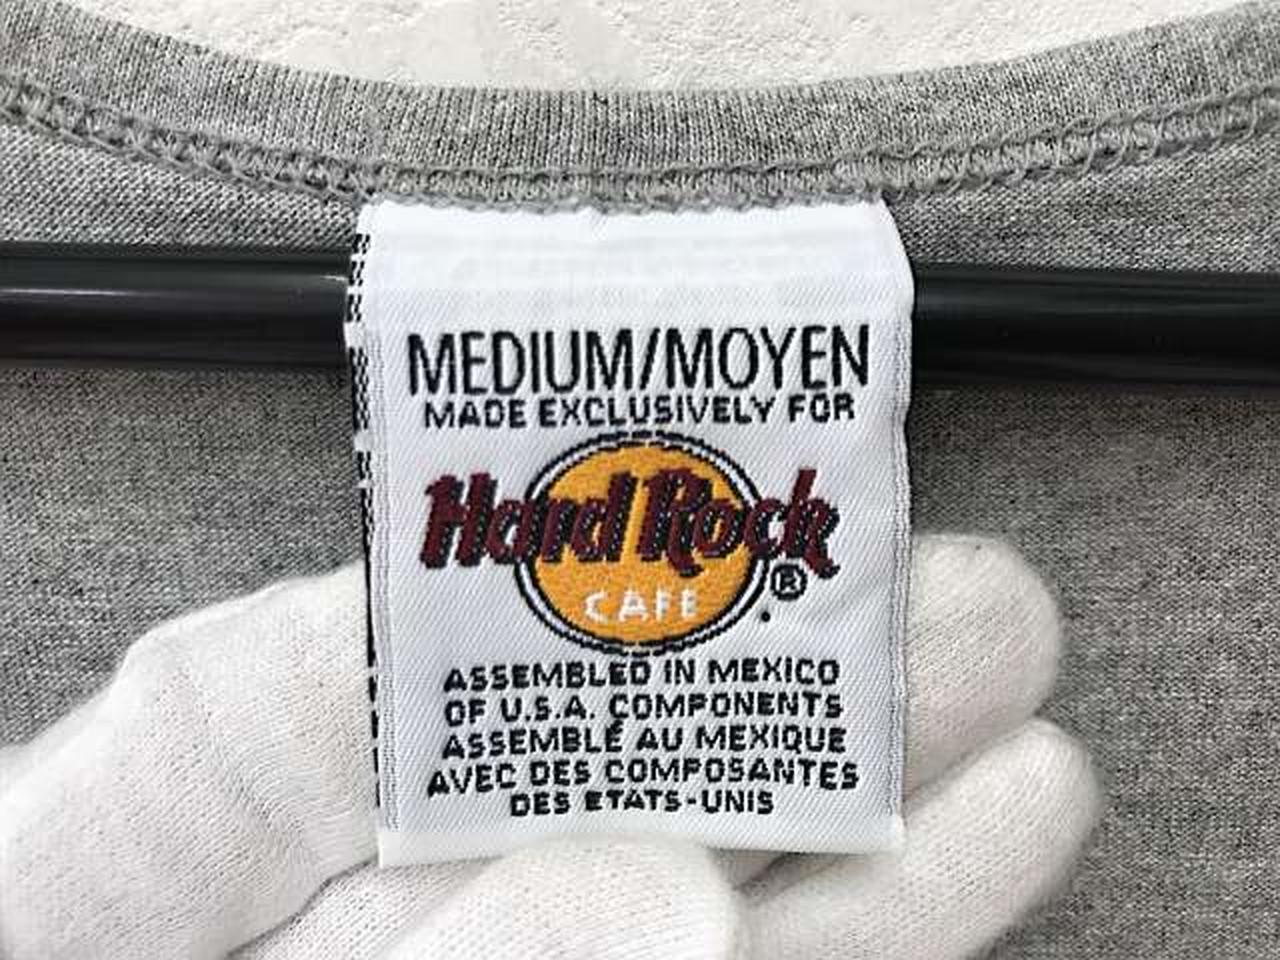 MEDIUM/MOYEN
MADE EXCLUSIVELY FOR
Hard Rock
CAFE
®
ASSEMBLED IN MEXICO
OF U.S.A. COMPONENTS
ASSEMBLÉ AU MEXIQUE
AVEC DES COMPOSANTES
DES ETATS-UNIS